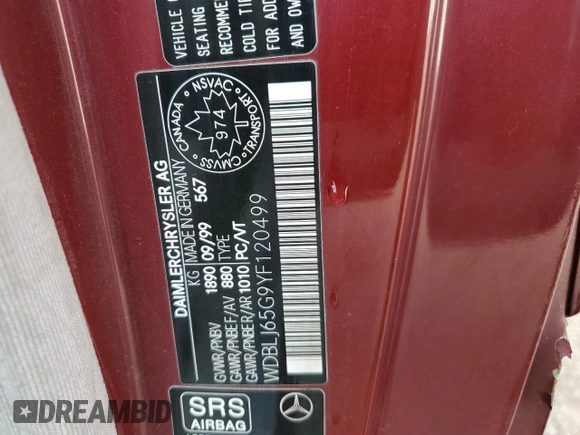 VEHICLE
SEATING
RECOMME
COLD TI
FOR ADD
AND OW
DAIMLERCHRYSLER AG
KG MADE IN GERMANY
GVWR/PNBV 1890 09/99 567
GAWR/PNBE F/AV 880 TYPE
GAWR/PNBE R/AR 1010 PC/VT
WDBLJ65G9YF120499
CANADA NSVAC
974
CMVSS TRANSPORT
SRS
AIRBAG
DREAMBID